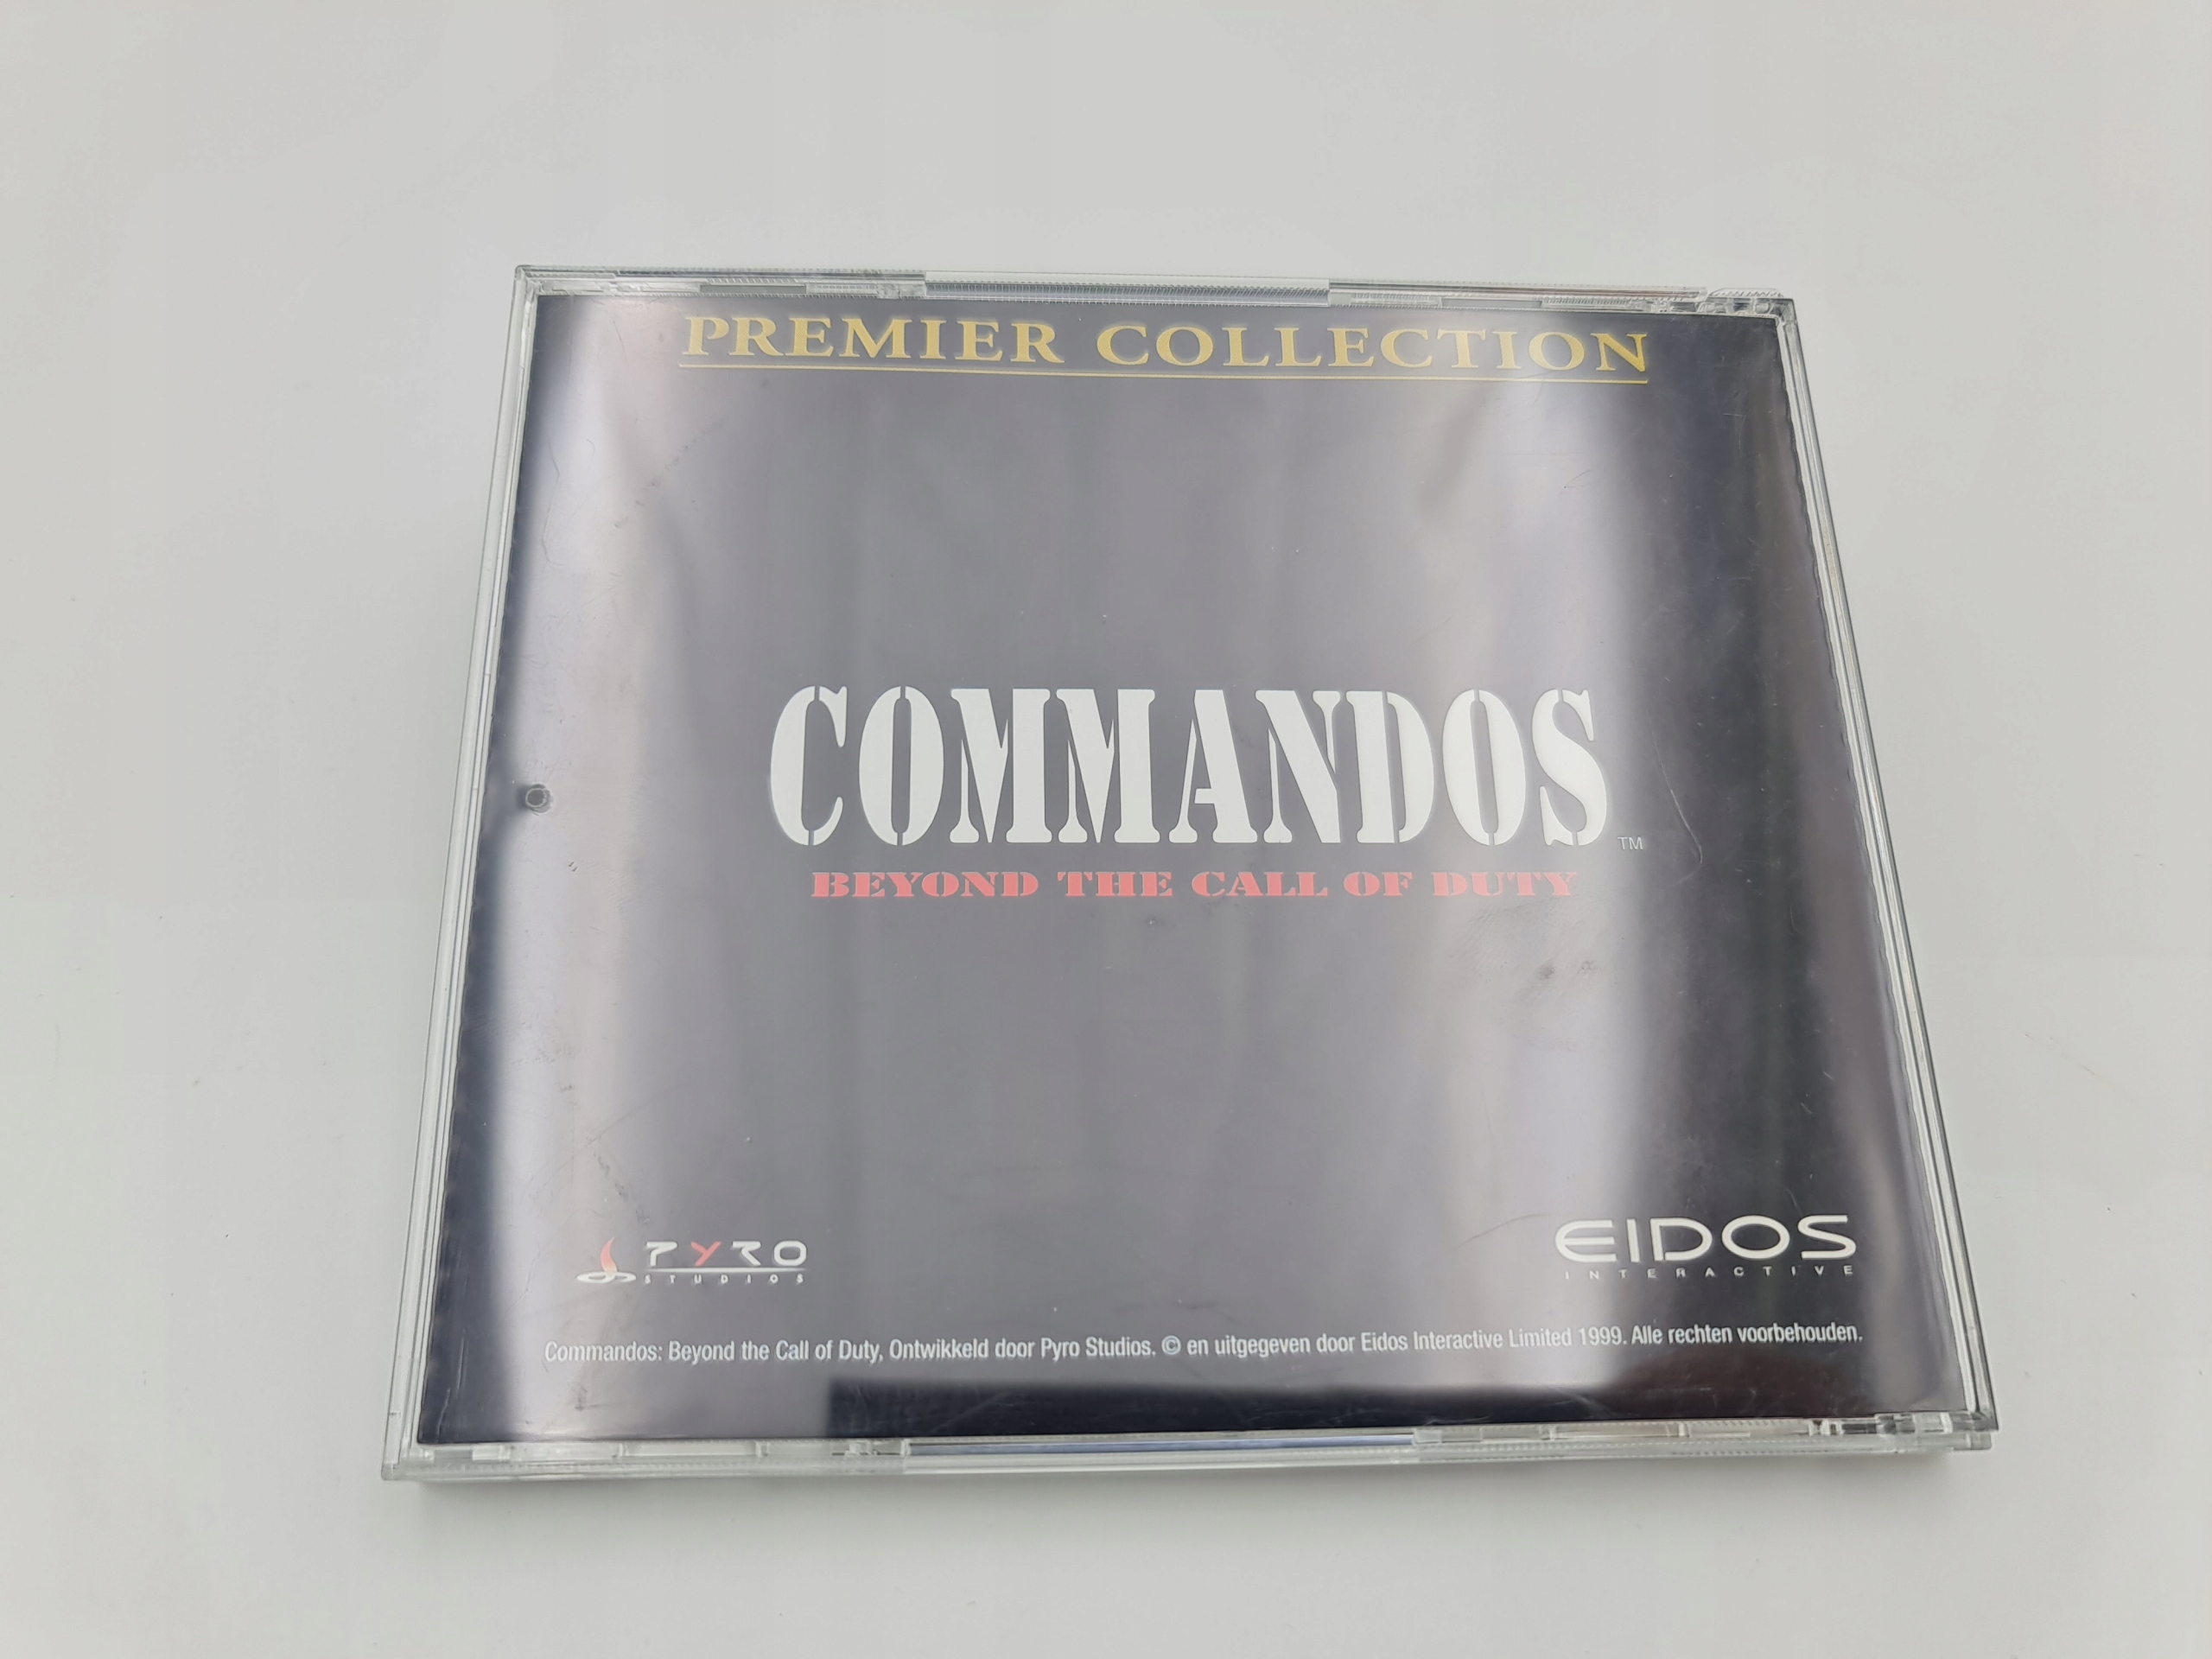 PREMIER COLLECTION
COMMANDOS TM
BEYOND THE CALL OF DUTY
PYRO
STUDIOS
EIDOS
INTERACTIVE
Commandos: Beyond the Call of Duty, Ontwikkeld door Pyro Studios. © en uitgegeven door Eidos Interactive Limited 1999. Alle rechten voorbehouden.